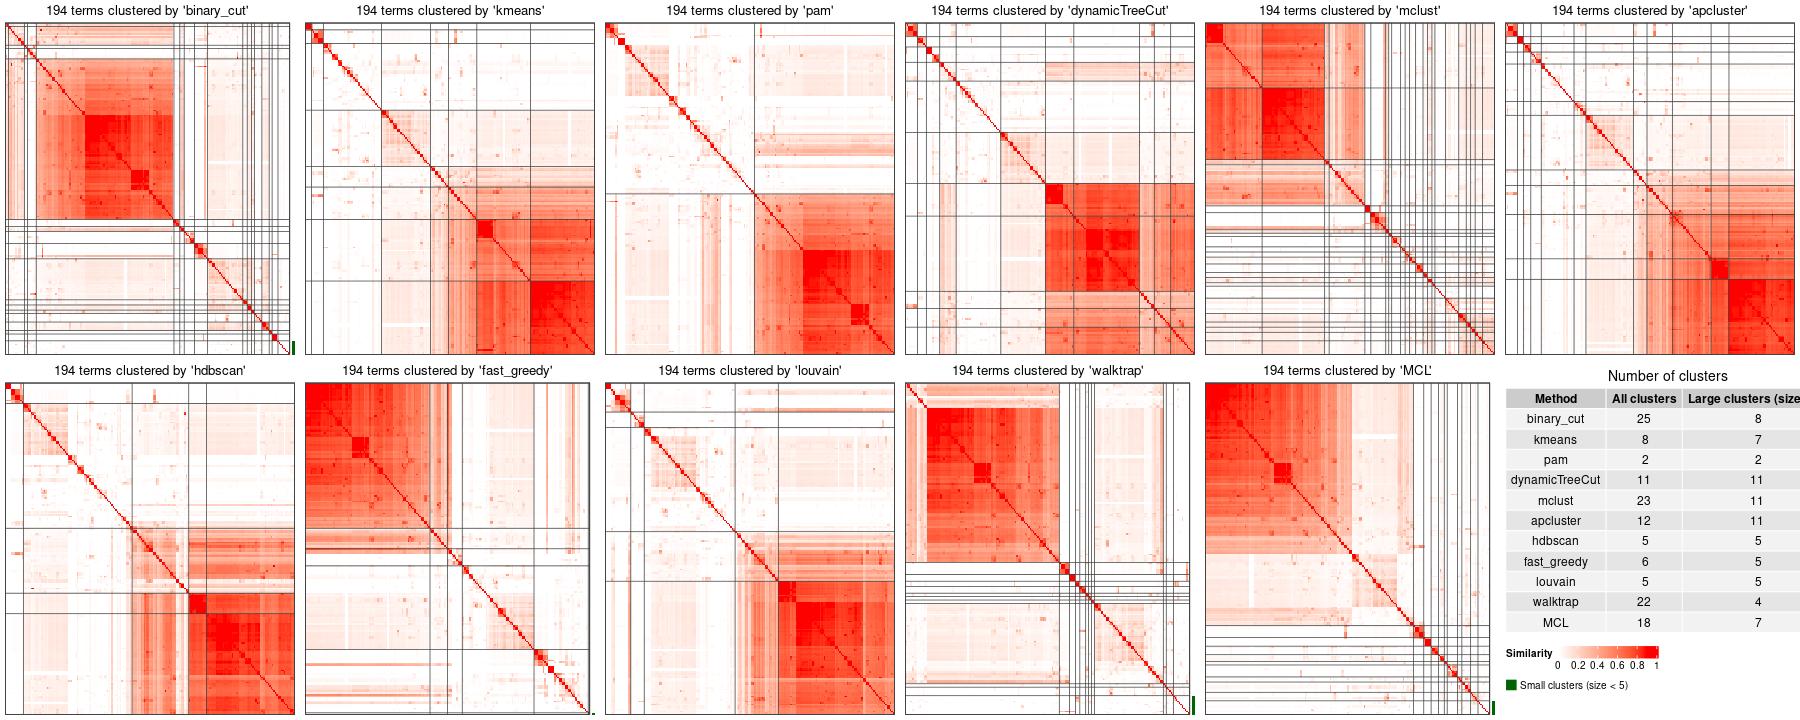 194 terms clustered by 'binary_cut'
194 terms clustered by 'kmeans'
194 terms clustered by 'pam'
194 terms clustered by 'dynamicTreeCut'
194 terms clustered by 'mclust'
194 terms clustered by 'apcluster'
194 terms clustered by 'hdbscan'
194 terms clustered by 'fast_greedy'
194 terms clustered by 'louvain'
194 terms clustered by 'walktrap'
194 terms clustered by 'MCL'
Number of clusters
Method All clusters Large clusters (size
binary_cut 25 8
kmeans 8 7
pam 2 2
dynamicTreeCut 11 11
mclust 23 11
apcluster 12 11
hdbscan 5 5
fast_greedy 6 5
louvain 5 5
walktrap 22 4
MCL 18 7
Similarity
0 0.2 0.4 0.6 0.8 1
Small clusters (size < 5)